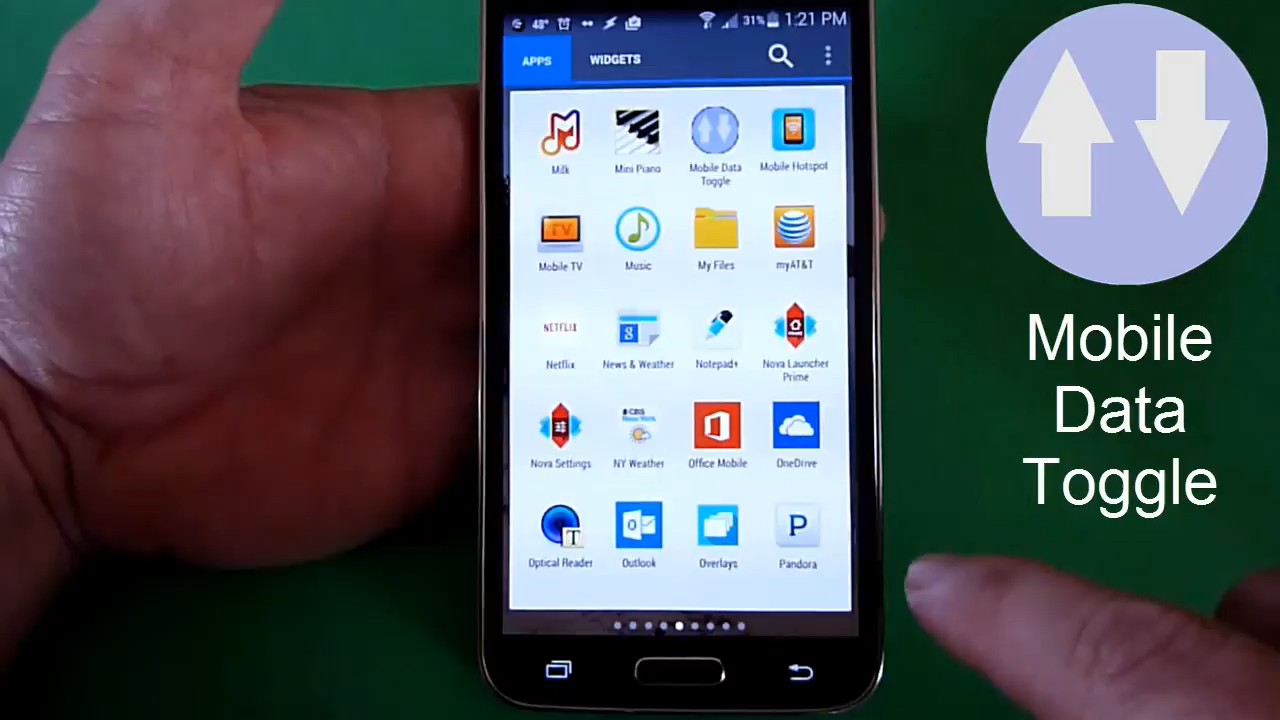 48° 31% 1:21 PM
APPS WIDGETS
Milk Mini Piano Mobile Data Mobile Hotspot
Toggle
TV
Mobile TV Music My Files myAT&T
NETFLIX
8
Netflix News & Weather Notepad+ Nova Launcher
Prime
CBS
Nova Settings NY Weather Office Mobile OneDrive
T O P
Optical Reader Outlook Overlays Pandora
Mobile
Data
Toggle